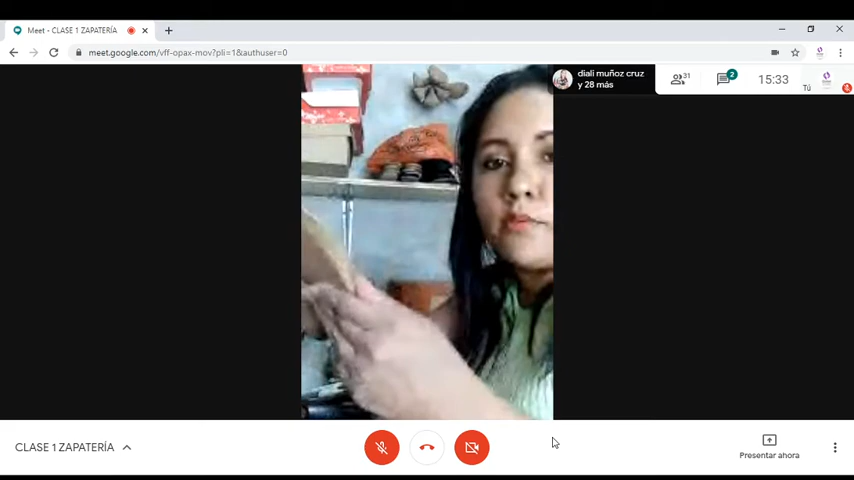 Meet - CLASE 1 ZAPATERÍA
meet.google.com/vff-opax-mov?pli=1&authuser=0
diali muñoz cruz
y 28 más
31
2
15:33
Tú
CLASE 1 ZAPATERÍA
Presentar ahora